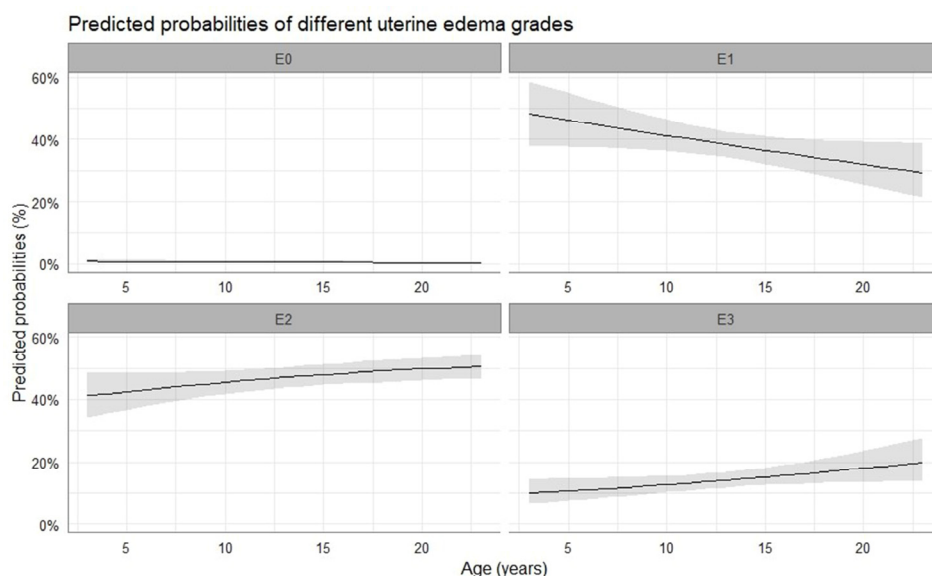 Predicted probabilities of different uterine edema grades
E0
E1
60%
40%
20%
0%
5 10 15 20
5 10 15 20
E2
E3
60%
40%
20%
0%
5 10 15 20
5 10 15 20
Predicted probabilities (%)
Age (years)